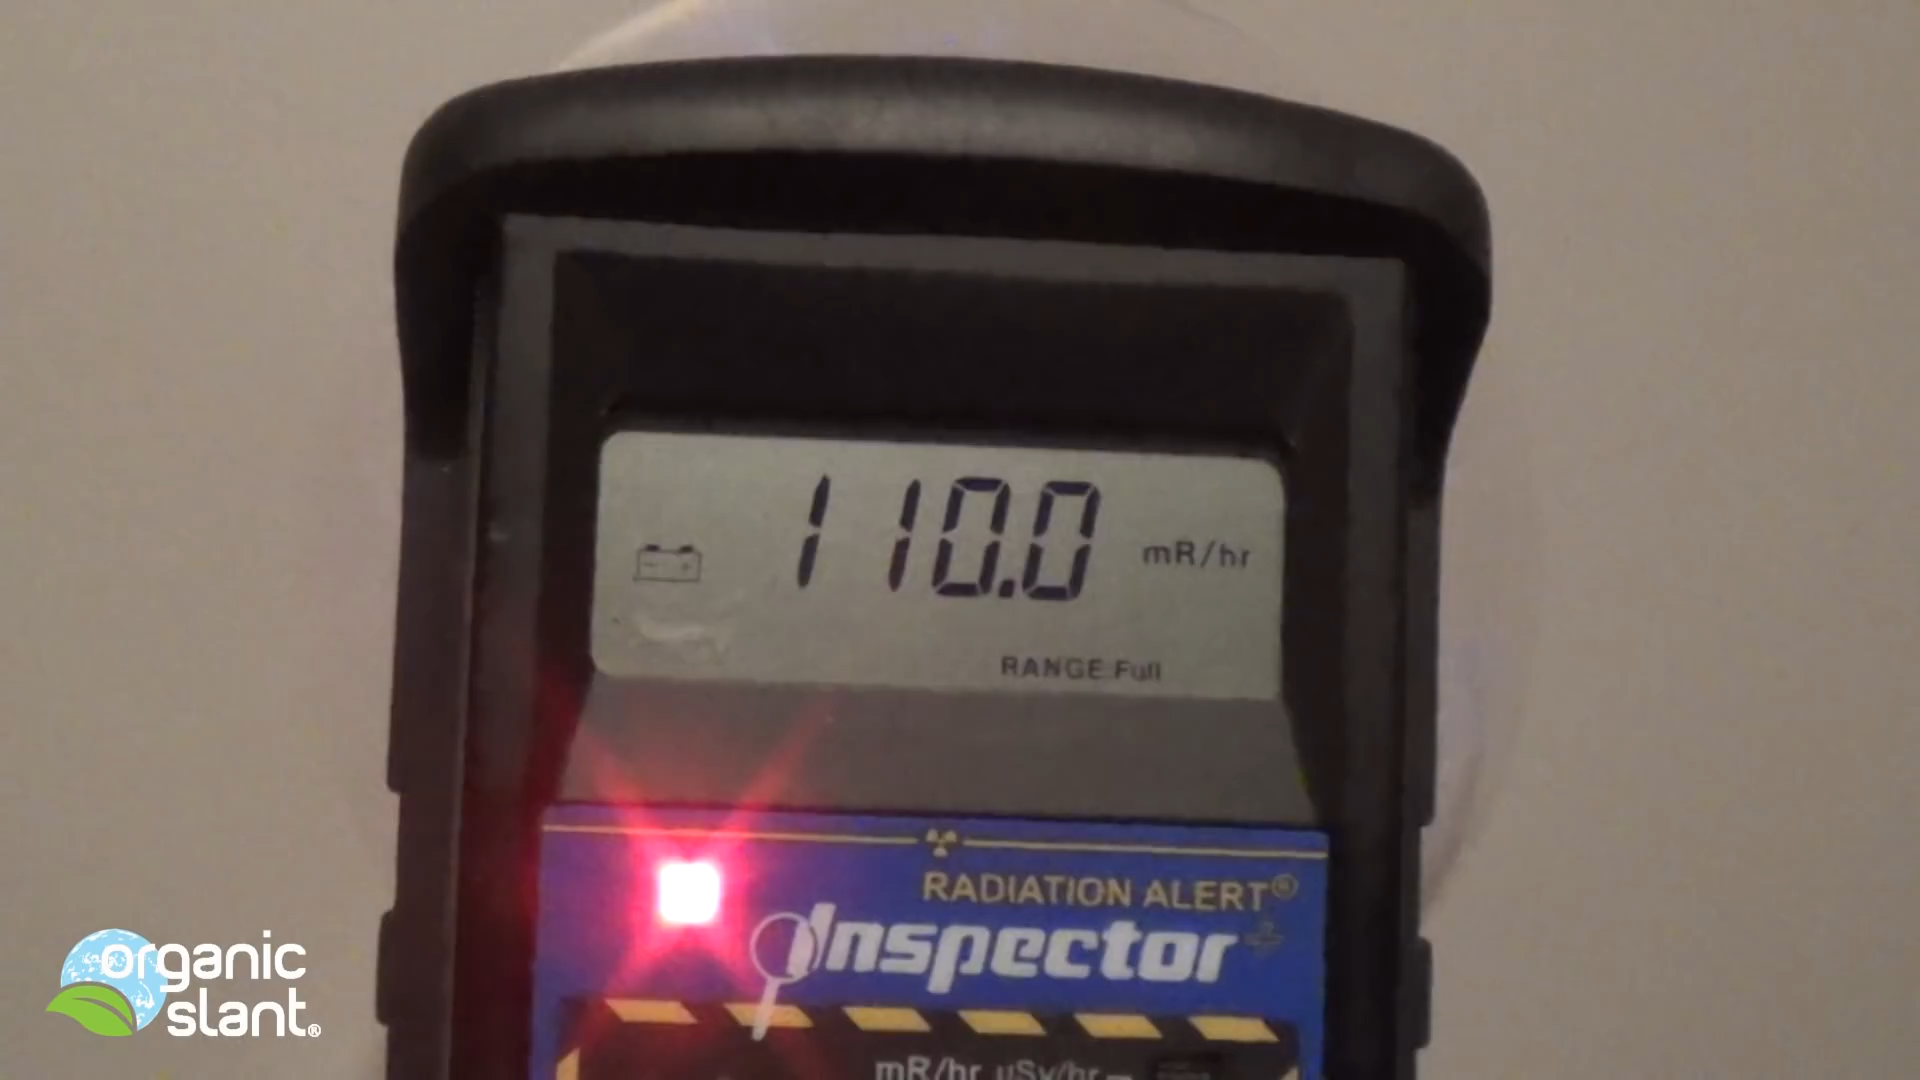 110.0 mR/hr
RANGE Full
RADIATION ALERT®
Inspector+
mR/hr µSv/hr
organic
slant®